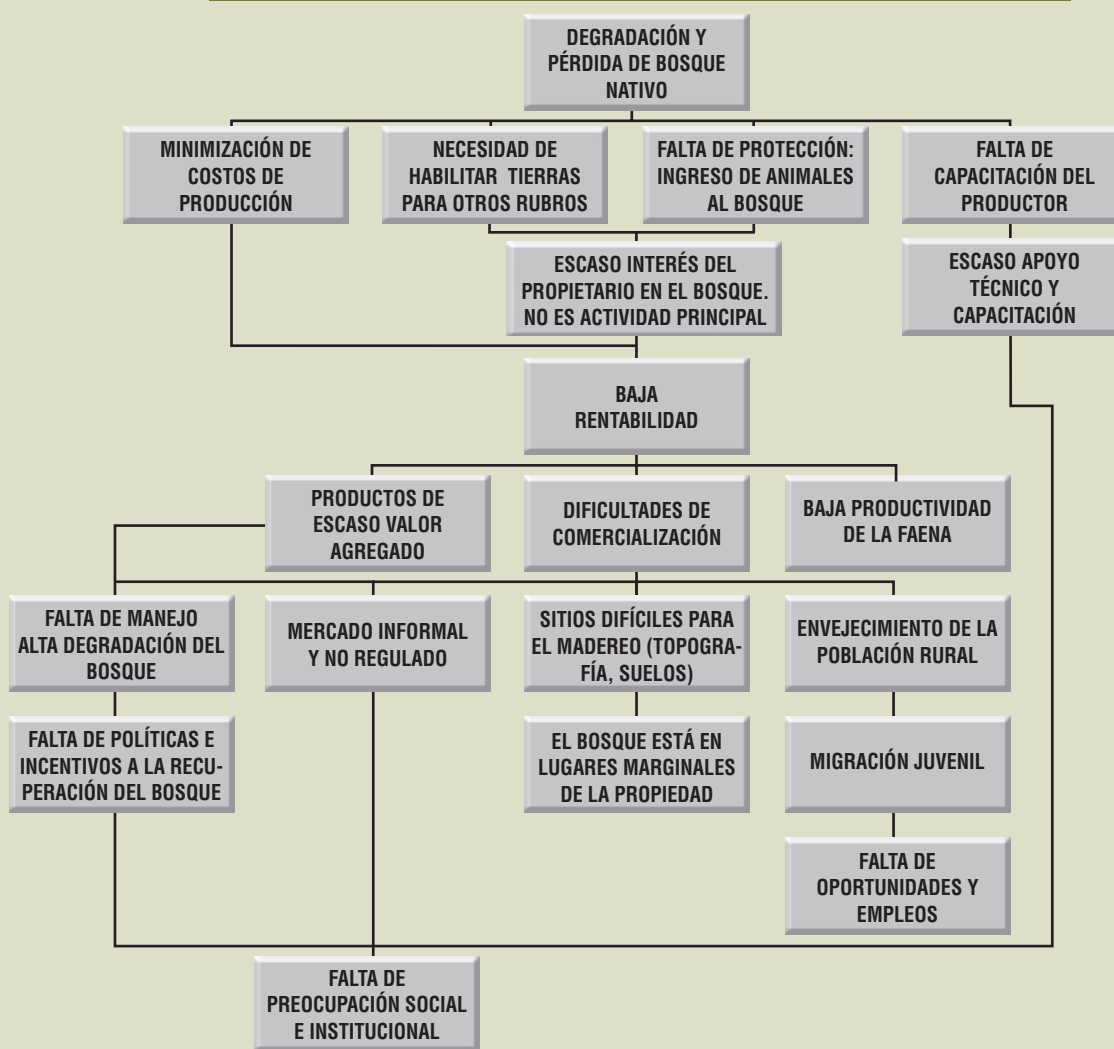 DEGRADACIÓN Y
PÉRDIDA DE BOSQUE
NATIVO
MINIMIZACIÓN DE
COSTOS DE
PRODUCCIÓN
NECESIDAD DE
HABILITAR TIERRAS
PARA OTROS RUBROS
FALTA DE PROTECCIÓN:
INGRESO DE ANIMALES
AL BOSQUE
FALTA DE
CAPACITACIÓN DEL
PRODUCTOR
ESCASO INTERÉS DEL
PROPIETARIO EN EL BOSQUE.
NO ES ACTIVIDAD PRINCIPAL
ESCASO APOYO
TÉCNICO Y
CAPACITACIÓN
BAJA
RENTABILIDAD
PRODUCTOS DE
ESCASO VALOR
AGREGADO
DIFICULTADES DE
COMERCIALIZACIÓN
BAJA PRODUCTIVIDAD
DE LA FAENA
FALTA DE MANEJO
ALTA DEGRADACIÓN DEL
BOSQUE
MERCADO INFORMAL
Y NO REGULADO
SITIOS DIFÍCILES PARA
EL MADEREO (TOPOGRA-
FÍA, SUELOS)
ENVEJECIMIENTO DE LA
POBLACIÓN RURAL
FALTA DE POLÍTICAS E
INCENTIVOS A LA RECU-
PERACIÓN DEL BOSQUE
EL BOSQUE ESTÁ EN
LUGARES MARGINALES
DE LA PROPIEDAD
MIGRACIÓN JUVENIL
FALTA DE
OPORTUNIDADES Y
EMPLEOS
FALTA DE
PREOCUPACIÓN SOCIAL
E INSTITUCIONAL